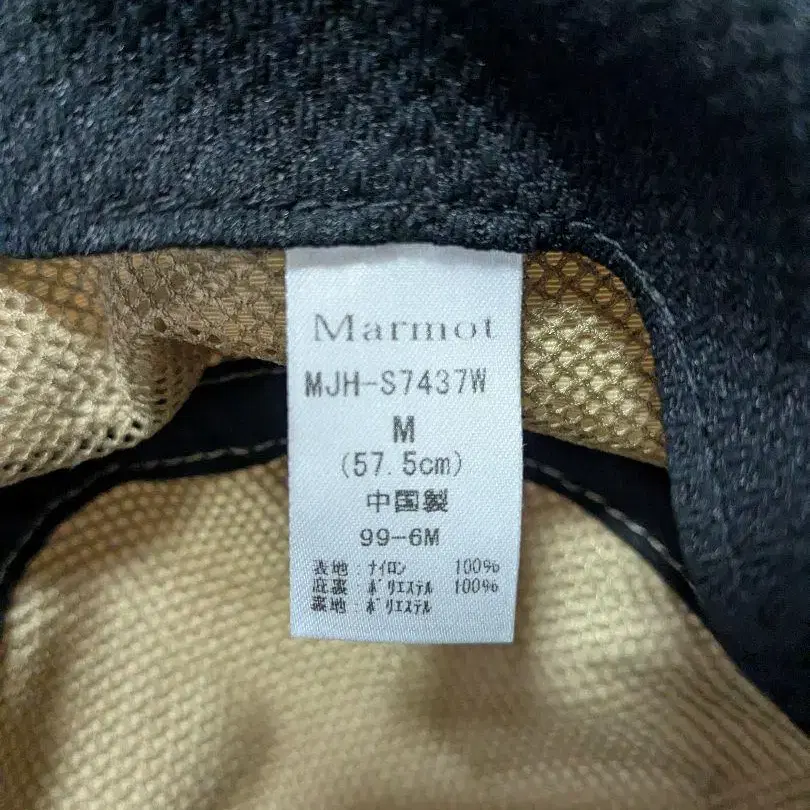 Marmot
MJH-S7437W
M
(57.5cm)
中国製
99-6M
表地:ナイロン 100%
庇裏:ポリエステル 100%
裏地:ポリエステル